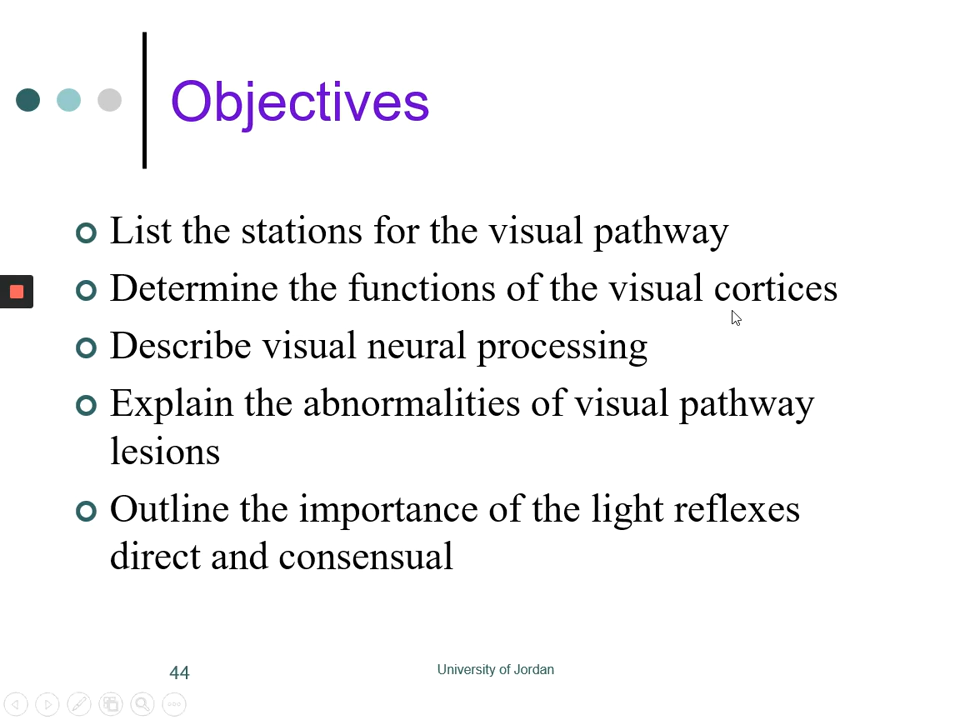 Objectives
List the stations for the visual pathway
Determine the functions of the visual cortices
Describe visual neural processing
Explain the abnormalities of visual pathway
lesions
Outline the importance of the light reflexes
direct and consensual
44
University of Jordan